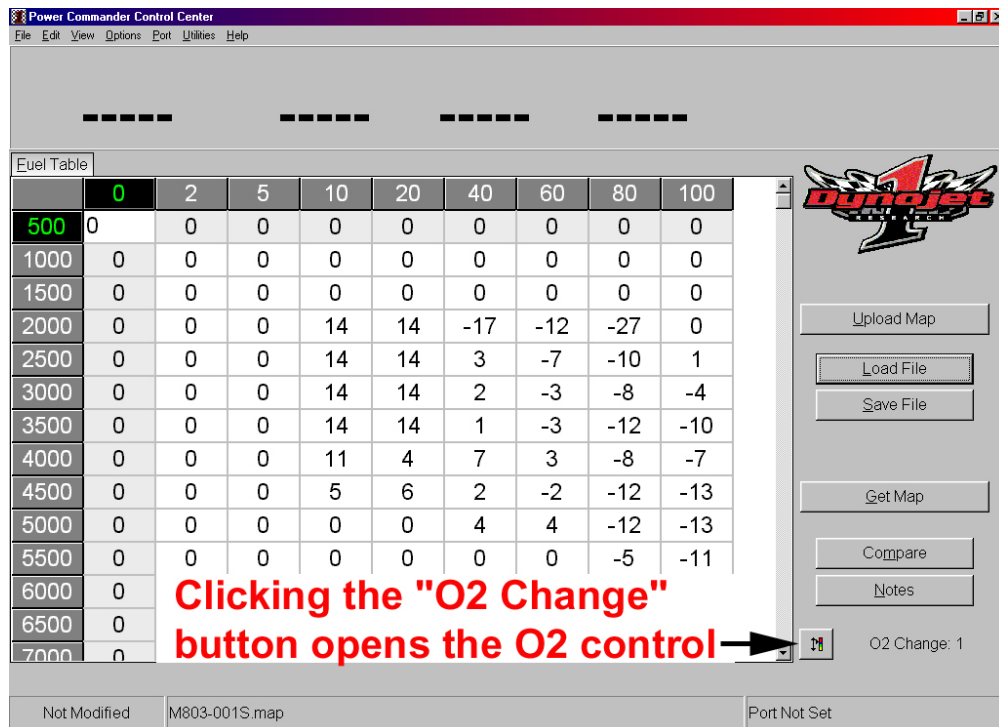 Power Commander Control Center
File Edit View Options Port Utilities Help
Fuel Table
0 2 5 10 20 40 60 80 100
500 0 0 0 0 0 0 0 0 0
1000 0 0 0 0 0 0 0 0 0
1500 0 0 0 0 0 0 0 0 0
2000 0 0 0 14 14 -17 -12 -27 0
2500 0 0 0 14 14 3 -7 -10 1
3000 0 0 0 14 14 2 -3 -8 -4
3500 0 0 0 14 14 1 -3 -12 -10
4000 0 0 0 11 4 7 3 -8 -7
4500 0 0 0 5 6 2 -2 -12 -13
5000 0 0 0 0 0 4 4 -12 -13
5500 0 0 0 0 0 0 0 -5 -11
6000 0
6500 0
7000 0
Clicking the "O2 Change"
button opens the O2 control
Dynojet
RESEARCH
1
Upload Map
Load File
Save File
Get Map
Compare
Notes
O2 Change: 1
Not Modified
M803-001S.map
Port Not Set